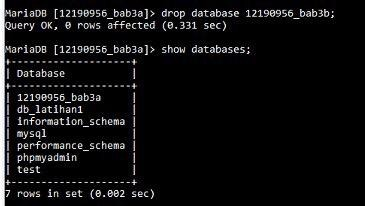 MariaDB [12190956_bab3a]> drop database 12190956_bab3b;
Query OK, 0 rows affected (0.331 sec)
MariaDB [12190956_bab3a]> show databases;
+--------------------+
| Database           |
+--------------------+
| 12190956_bab3a     |
| db_latihan1        |
| information_schema |
| mysql              |
| performance_schema |
| phpmyadmin         |
| test               |
+--------------------+
7 rows in set (0.002 sec)